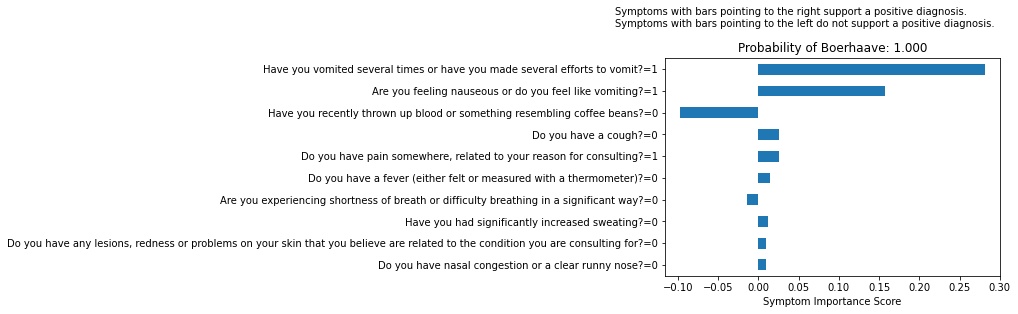 Symptoms with bars pointing to the right support a positive diagnosis.
Symptoms with bars pointing to the left do not support a positive diagnosis.
Probability of Boerhaave: 1.000
Have you vomited several times or have you made several efforts to vomit?=1
Are you feeling nauseous or do you feel like vomiting?=1
Have you recently thrown up blood or something resembling coffee beans?=0
Do you have a cough?=0
Do you have pain somewhere, related to your reason for consulting?=1
Do you have a fever (either felt or measured with a thermometer)?=0
Are you experiencing shortness of breath or difficulty breathing in a significant way?=0
Have you had significantly increased sweating?=0
Do you have any lesions, redness or problems on your skin that you believe are related to the condition you are consulting for?=0
Do you have nasal congestion or a clear runny nose?=0
−0.10 −0.05 0.00 0.05 0.10 0.15 0.20 0.25 0.30
Symptom Importance Score